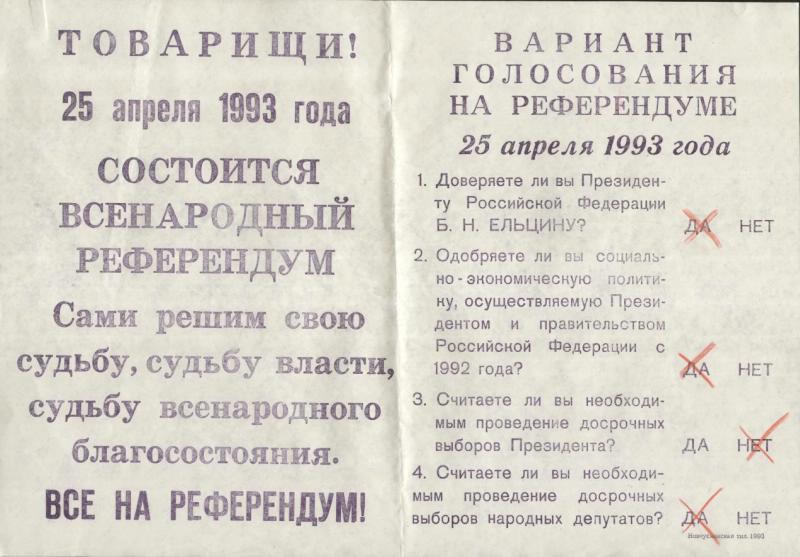 ТОВАРИЩИ!
25 апреля 1993 года
СОСТОИТСЯ
ВСЕНАРОДНЫЙ
РЕФЕРЕНДУМ
Сами решим свою
судьбу, судьбу власти,
судьбу всенародного
благосостояния.
ВСЕ НА РЕФЕРЕНДУМ!
ВАРИАНТ
ГОЛОСОВАНИЯ
НА РЕФЕРЕНДУМЕ
25 апреля 1993 года
1. Доверяете ли вы Президен-
ту Российской Федерации
Б. Н. ЕЛЬЦИНУ? ДА НЕТ
2. Одобряете ли вы социаль-
но-экономическую полити-
ку, осуществляемую Прези-
дентом и правительством
Российской Федерации с
1992 года? ДА НЕТ
3. Считаете ли вы необходи-
мым проведение досрочных
выборов Президента? ДА НЕТ
4. Считаете ли вы необходи-
мым проведение досрочных
выборов народных депутатов? ДА НЕТ
тип. 1993